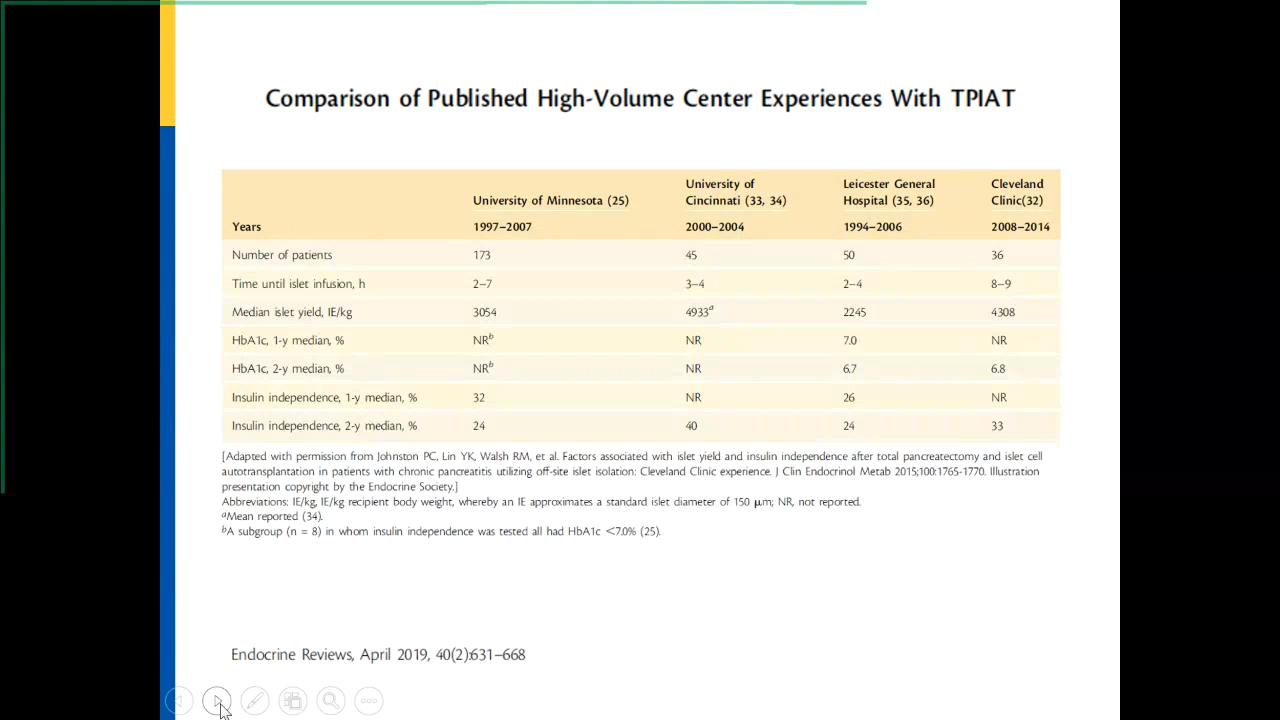 Comparison of Published High-Volume Center Experiences With TPIAT
University of Minnesota (25) University of Cincinnati (33, 34) Leicester General Hospital (35, 36) Cleveland Clinic(32)
Years 1997–2007 2000–2004 1994–2006 2008–2014
Number of patients 173 45 50 36
Time until islet infusion, h 2–7 3–4 2–4 8–9
Median islet yield, IE/kg 3054 4933a 2245 4308
HbA1c, 1-y median, % NRb NR 7.0 NR
HbA1c, 2-y median, % NRb NR 6.7 6.8
Insulin independence, 1-y median, % 32 NR 26 NR
Insulin independence, 2-y median, % 24 40 24 33
[Adapted with permission from Johnston PC, Lin YK, Walsh RM, et al. Factors associated with islet yield and insulin independence after total pancreatectomy and islet cell
autotransplantation in patients with chronic pancreatitis utilizing off-site islet isolation: Cleveland Clinic experience. J Clin Endocrinol Metab 2015;100:1765-1770. Illustration
presentation copyright by the Endocrine Society.]
Abbreviations: IE/kg, IE/kg recipient body weight, whereby an IE approximates a standard islet diameter of 150 μm; NR, not reported.
aMean reported (34).
bA subgroup (n = 8) in whom insulin independence was tested all had HbA1c <7.0% (25).
Endocrine Reviews, April 2019, 40(2):631–668